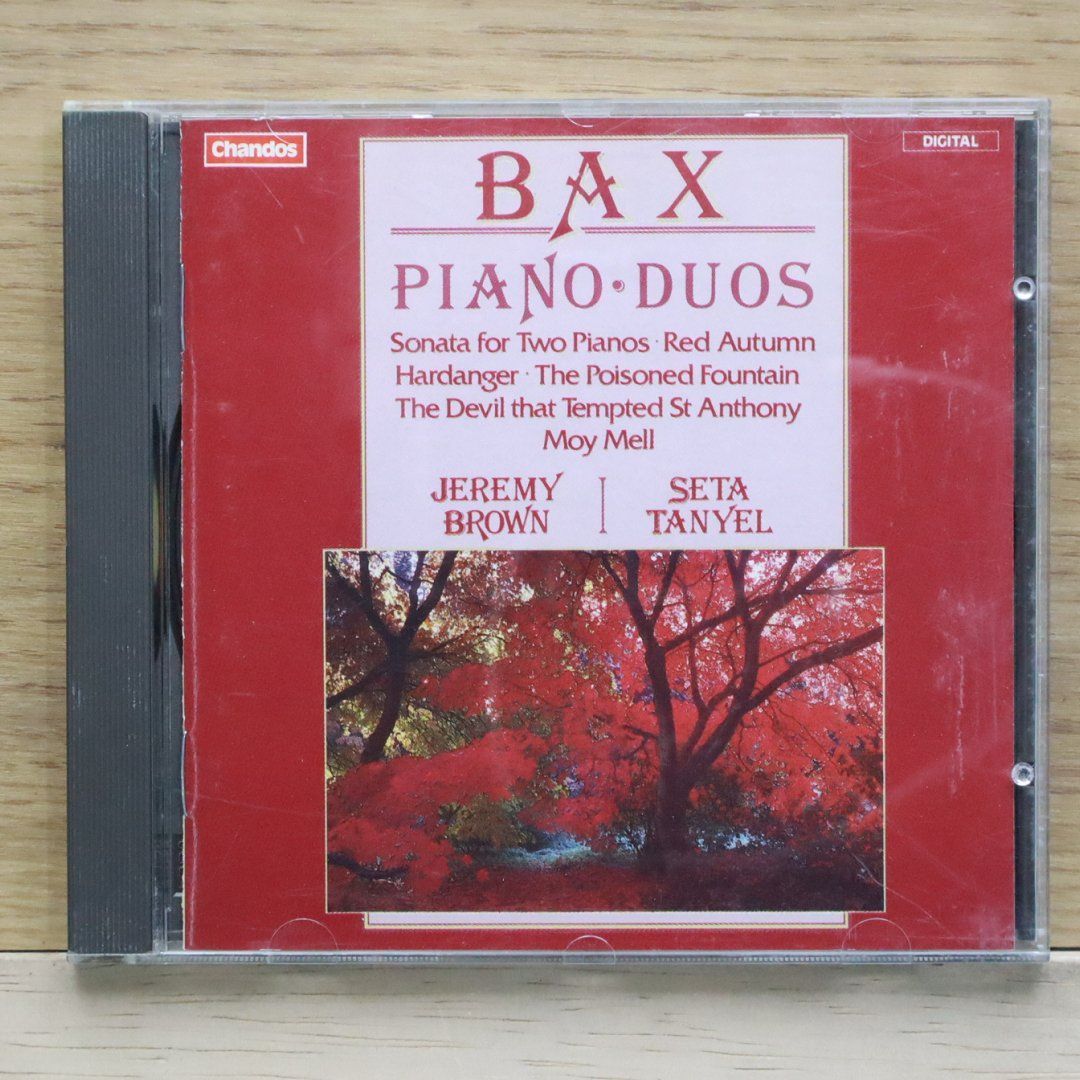 Chandos
DIGITAL
BAX
PIANO·DUOS
Sonata for Two Pianos · Red Autumn
Hardanger · The Poisoned Fountain
The Devil that Tempted St Anthony
Moy Mell
JEREMY BROWN
SETA TANYEL